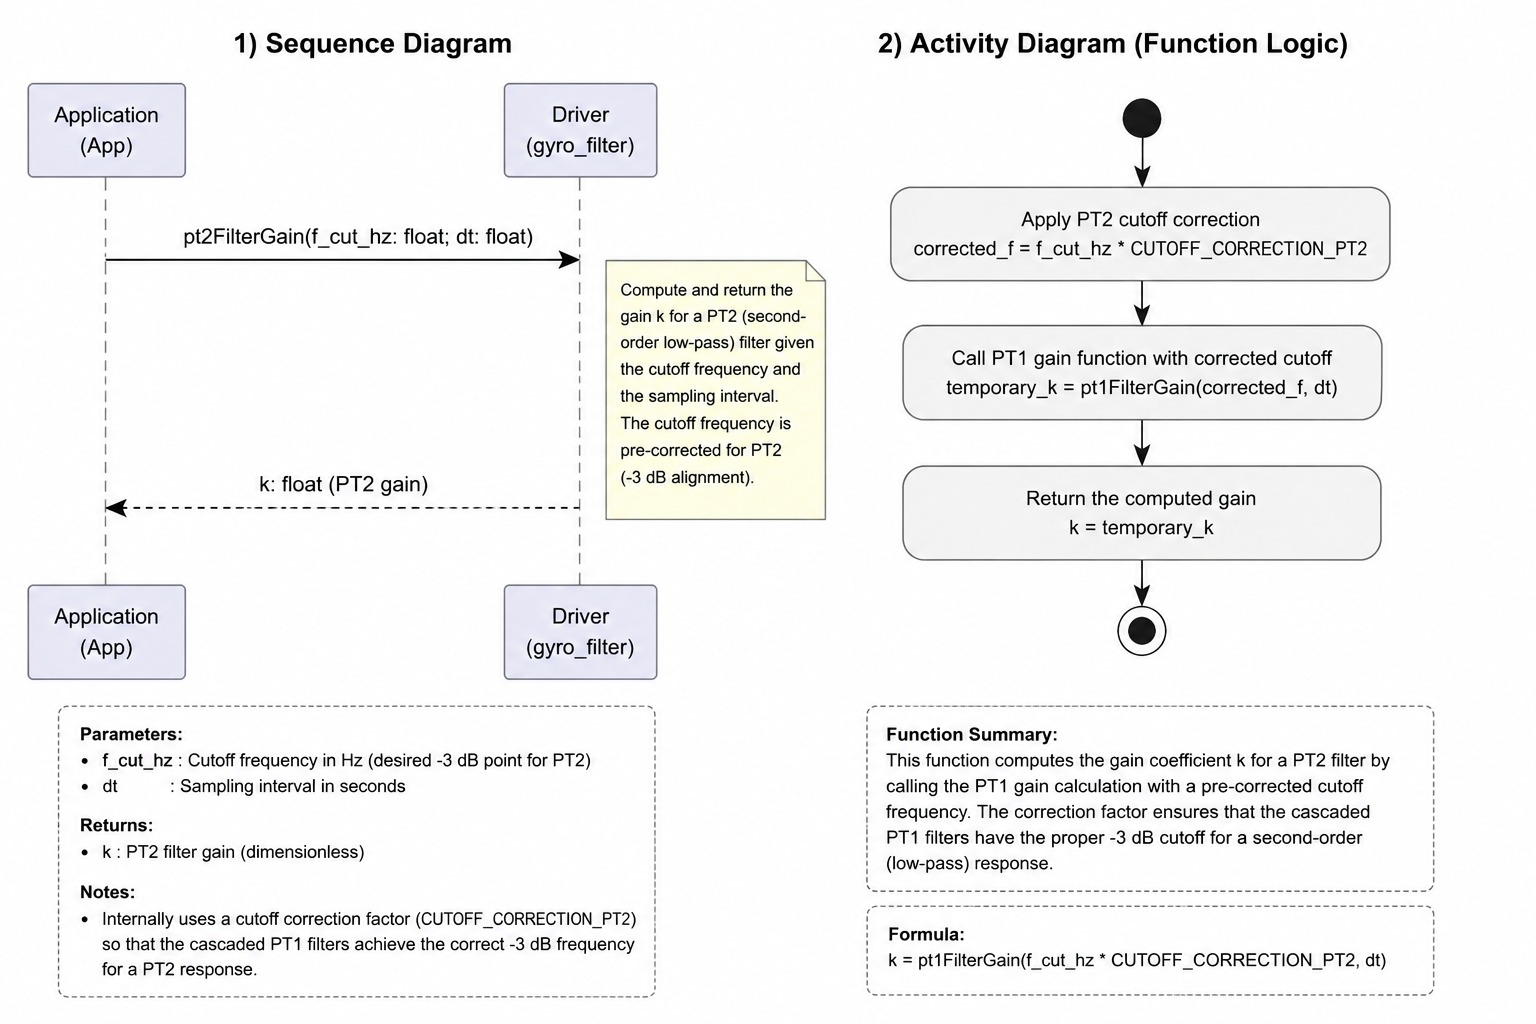 1) Sequence Diagram
Application
(App)
Driver
(gyro_filter)
pt2FilterGain(f_cut_hz: float; dt: float)
Compute and return the
gain k for a PT2 (second-
order low-pass) filter given
the cutoff frequency and
the sampling interval.
The cutoff frequency is
pre-corrected for PT2
(-3 dB alignment).
k: float (PT2 gain)
Application
(App)
Driver
(gyro_filter)
Parameters:
• f_cut_hz : Cutoff frequency in Hz (desired -3 dB point for PT2)
• dt : Sampling interval in seconds
Returns:
• k : PT2 filter gain (dimensionless)
Notes:
• Internally uses a cutoff correction factor (CUTOFF_CORRECTION_PT2)
so that the cascaded PT1 filters achieve the correct -3 dB frequency
for a PT2 response.
2) Activity Diagram (Function Logic)
Apply PT2 cutoff correction
corrected_f = f_cut_hz * CUTOFF_CORRECTION_PT2
Call PT1 gain function with corrected cutoff
temporary_k = pt1FilterGain(corrected_f, dt)
Return the computed gain
k = temporary_k
Function Summary:
This function computes the gain coefficient k for a PT2 filter by
calling the PT1 gain calculation with a pre-corrected cutoff
frequency. The correction factor ensures that the cascaded
PT1 filters have the proper -3 dB cutoff for a second-order
(low-pass) response.
Formula:
k = pt1FilterGain(f_cut_hz * CUTOFF_CORRECTION_PT2, dt)